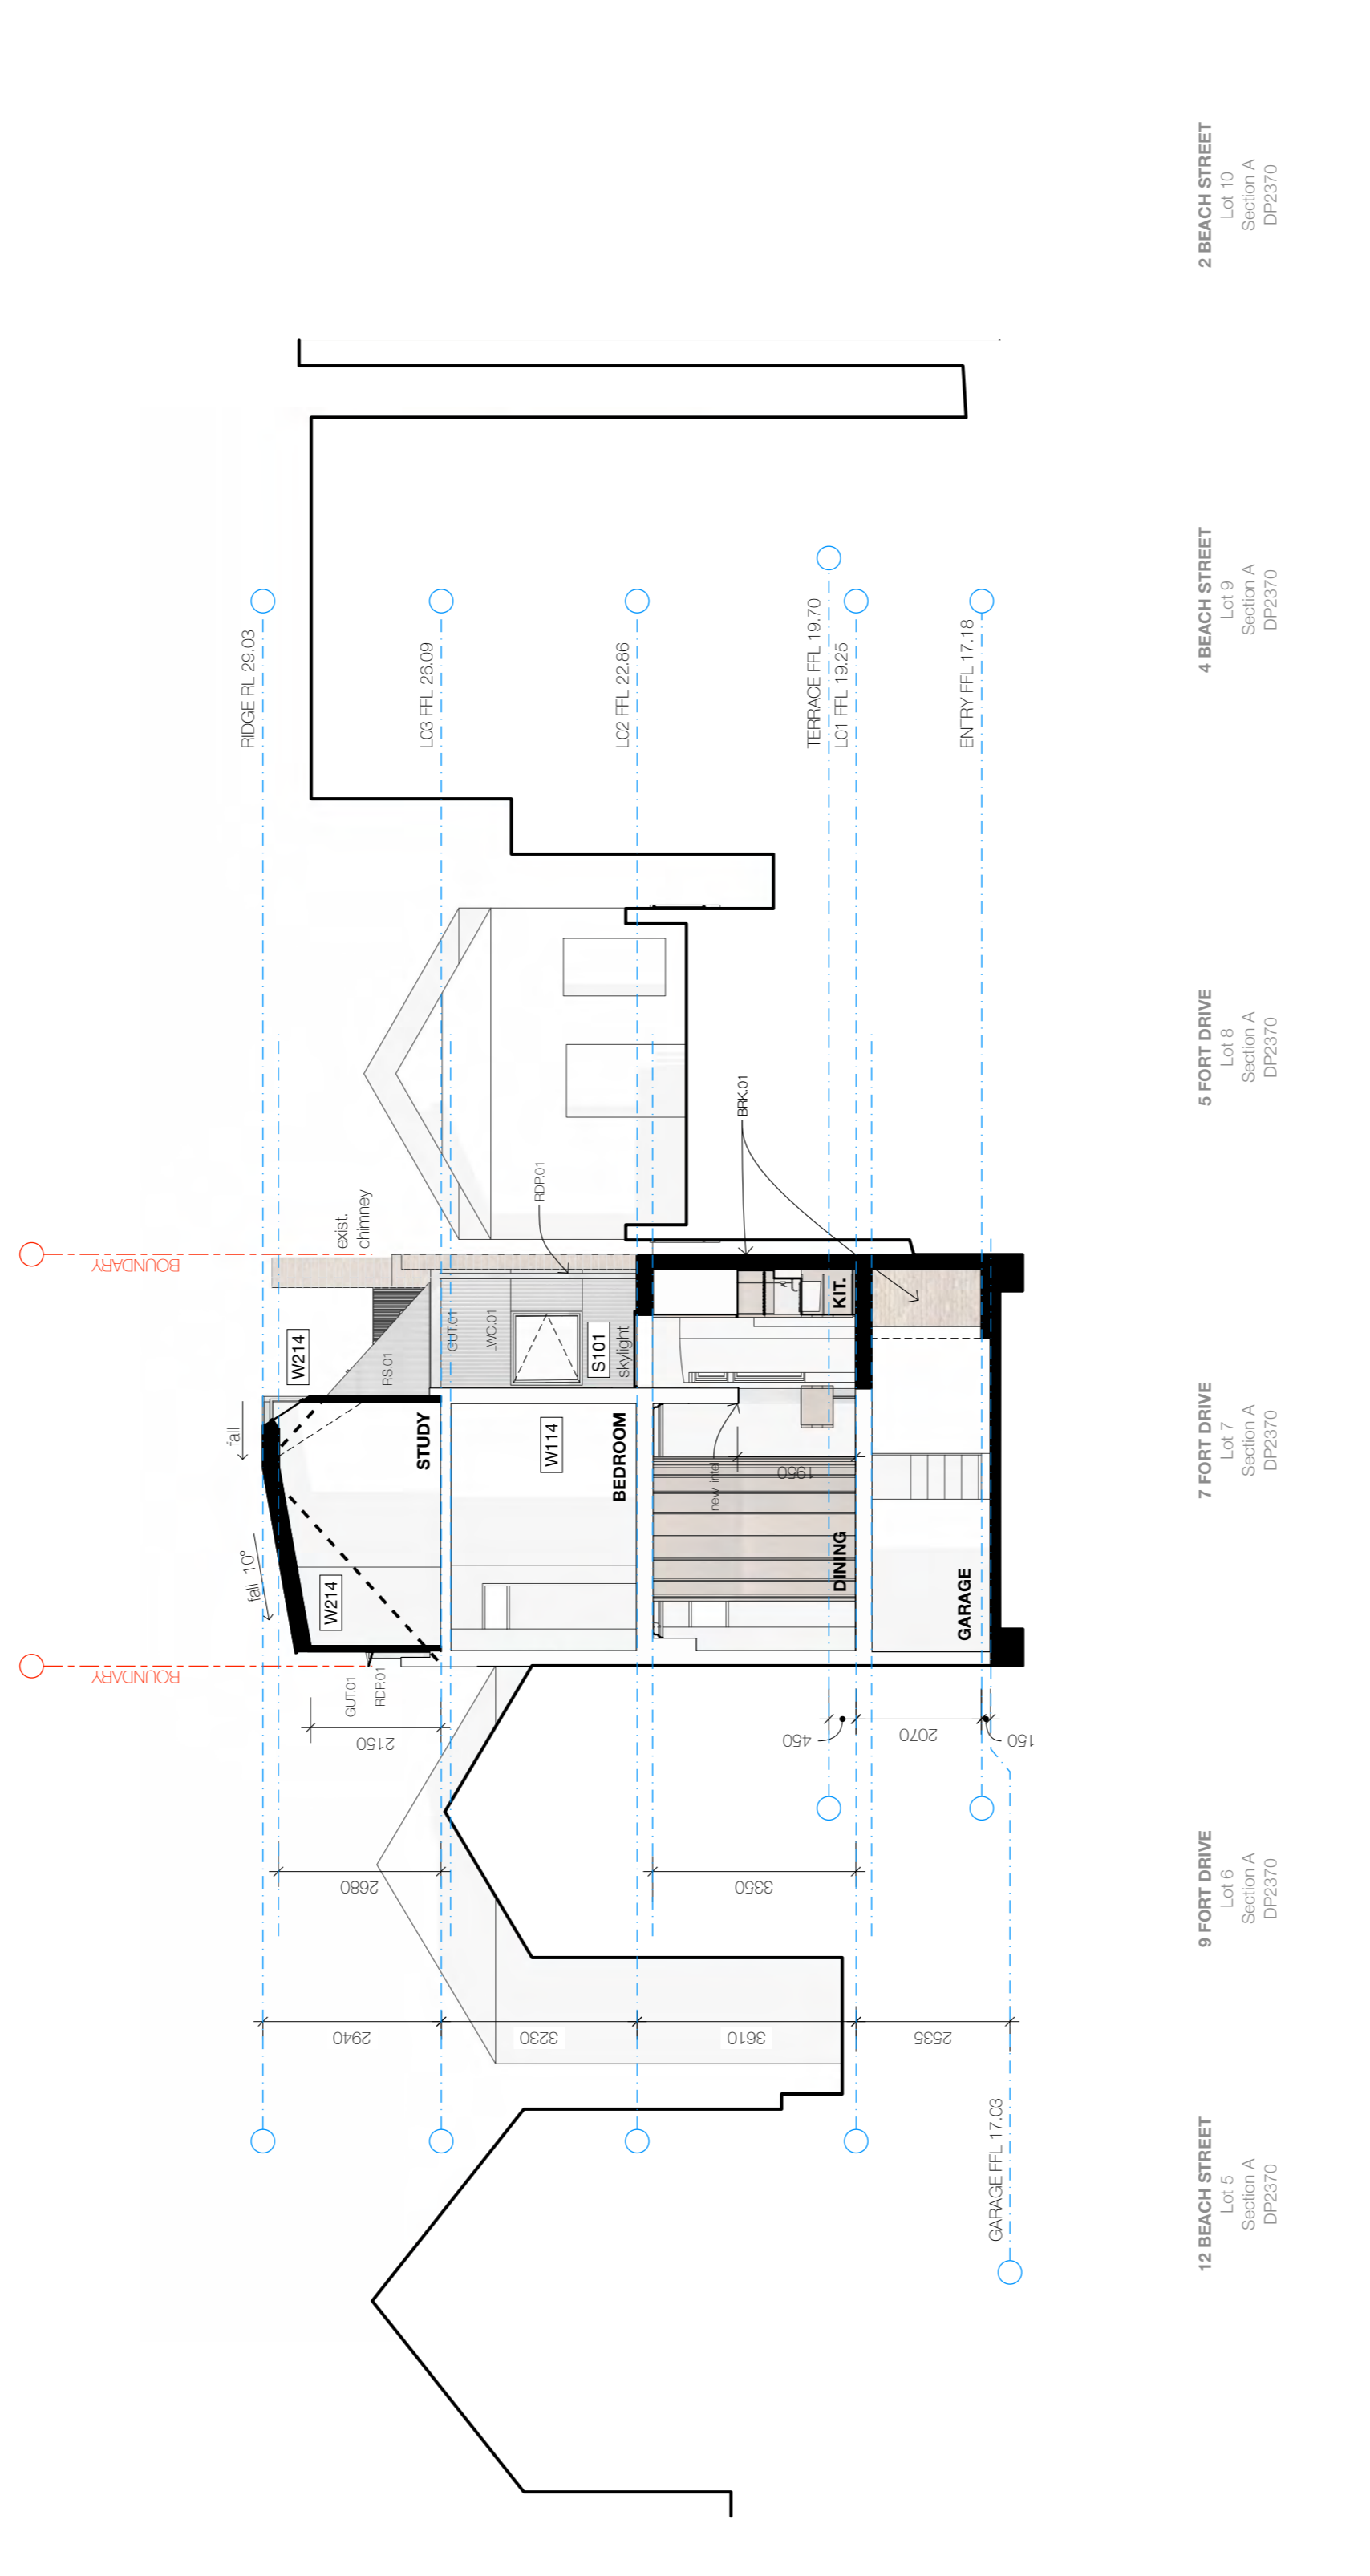 BOUNDARY
BOUNDARY
exist.
chimney
RIDGE RL 29.03
L03 FFL 26.09
L02 FFL 22.86
TERRACE FFL 19.70
L01 FFL 19.25
ENTRY FFL 17.18
GARAGE FFL 17.03
fall
fall 10°
W214
W214
RS.01
GUT.01
RDP.01
STUDY
GUT.01
LWC.01
RDP.01
S101
skylight
W114
BEDROOM
BRK.01
KIT.
new lintel
1950
DINING
GARAGE
2150
450
2070
150
2680
3350
2940
3230
3610
2535
12 BEACH STREET
Lot 5
Section A
DP2370
9 FORT DRIVE
Lot 6
Section A
DP2370
7 FORT DRIVE
Lot 7
Section A
DP2370
5 FORT DRIVE
Lot 8
Section A
DP2370
4 BEACH STREET
Lot 9
Section A
DP2370
2 BEACH STREET
Lot 10
Section A
DP2370